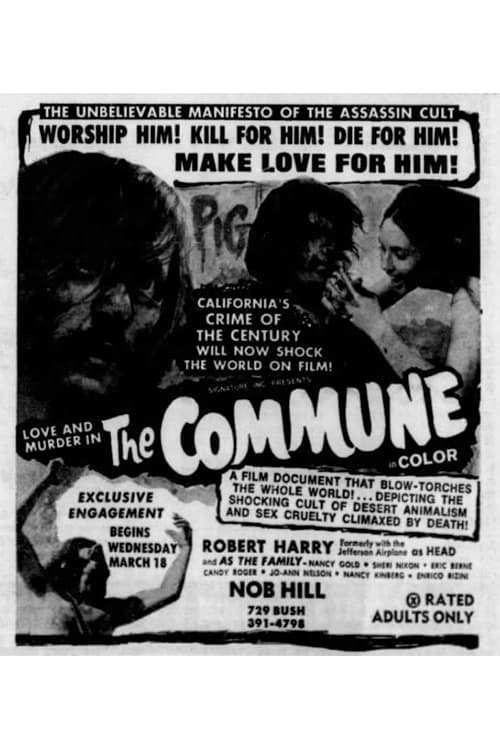 THE UNBELIEVABLE MANIFESTO OF THE ASSASSIN CULT
WORSHIP HIM! KILL FOR HIM! DIE FOR HIM!
MAKE LOVE FOR HIM!
PIG
CALIFORNIA'S
CRIME OF
THE CENTURY
WILL NOW SHOCK
THE WORLD ON FILM!
SIGNATURE INC. PRESENTS
LOVE AND
MURDER IN
The COMMUNE
in COLOR
A FILM DOCUMENT THAT BLOW-TORCHES
THE WHOLE WORLD!... DEPICTING THE
SHOCKING CULT OF DESERT ANIMALISM
AND SEX CRUELTY CLIMAXED BY DEATH!
EXCLUSIVE
ENGAGEMENT
BEGINS
WEDNESDAY
MARCH 18
ROBERT HARRY Formerly with the Jefferson Airplane as HEAD
and AS THE FAMILY - NANCY GOLD • SHERI NIXON • ERIC BERNE
CANDY ROGER • JO-ANN NELSON • NANCY KINBERG • ENRICO RIZINI
NOB HILL
729 BUSH
391-4798
X RATED
ADULTS ONLY